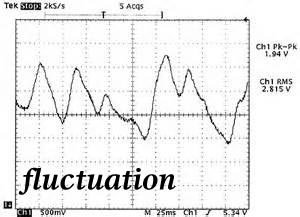 Tek Stop: 2kS/s 5 Acqs
Ch1 Pk–Pk
1.94 V
Ch1 RMS
2.815 V
fluctuation
Ch1 500mV M 25ms Ch1 ∫ 5.34 V